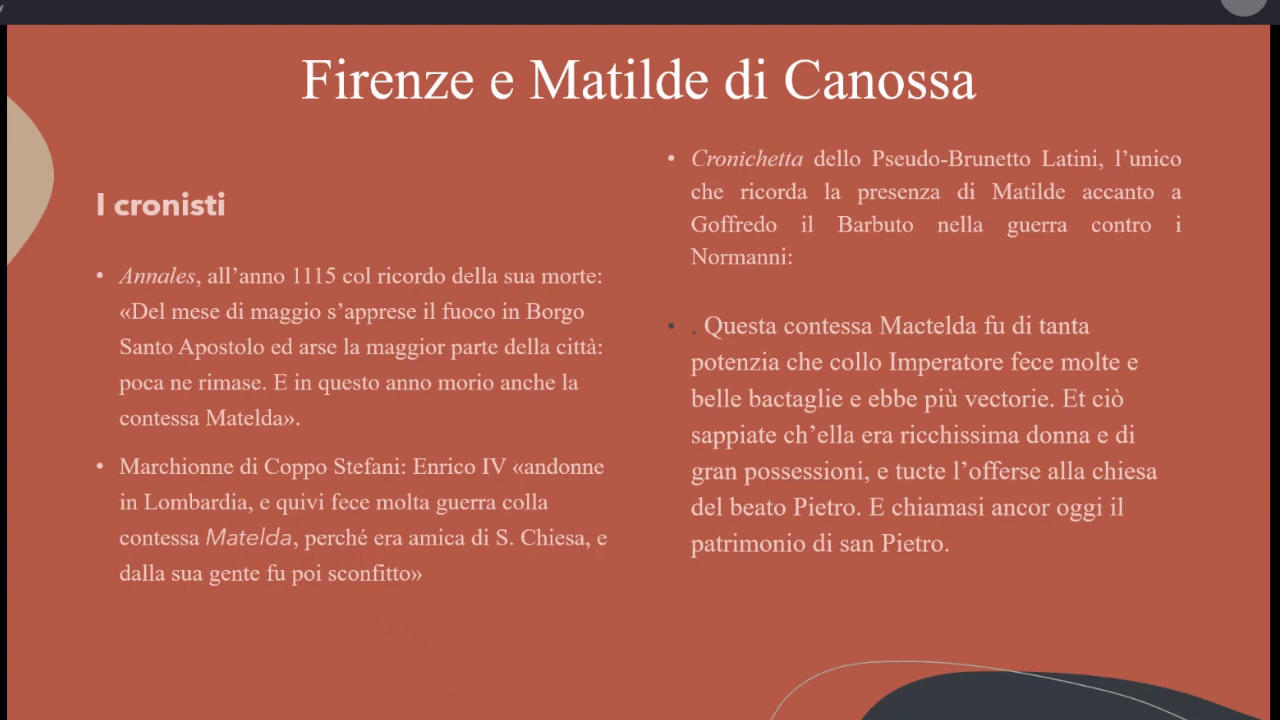 Firenze e Matilde di Canossa
I cronisti
• Annales, all’anno 1115 col ricordo della sua morte:
«Del mese di maggio s’apprese il fuoco in Borgo
Santo Apostolo ed arse la maggior parte della città:
poca ne rimase. E in questo anno morio anche la
contessa Matelda».
• Marchionne di Coppo Stefani: Enrico IV «andonne
in Lombardia, e quivi fece molta guerra colla
contessa Matelda, perché era amica di S. Chiesa, e
dalla sua gente fu poi sconfitto»
• Cronichetta dello Pseudo-Brunetto Latini, l’unico
che ricorda la presenza di Matilde accanto a
Goffredo il Barbuto nella guerra contro i
Normanni:
• . Questa contessa Mactelda fu di tanta
potenzia che collo Imperatore fece molte e
belle bactaglie e ebbe più vectorie. Et ciò
sappiate ch’ella era ricchissima donna e di
gran possessioni, e tucte l’offerse alla chiesa
del beato Pietro. E chiamasi ancor oggi il
patrimonio di san Pietro.